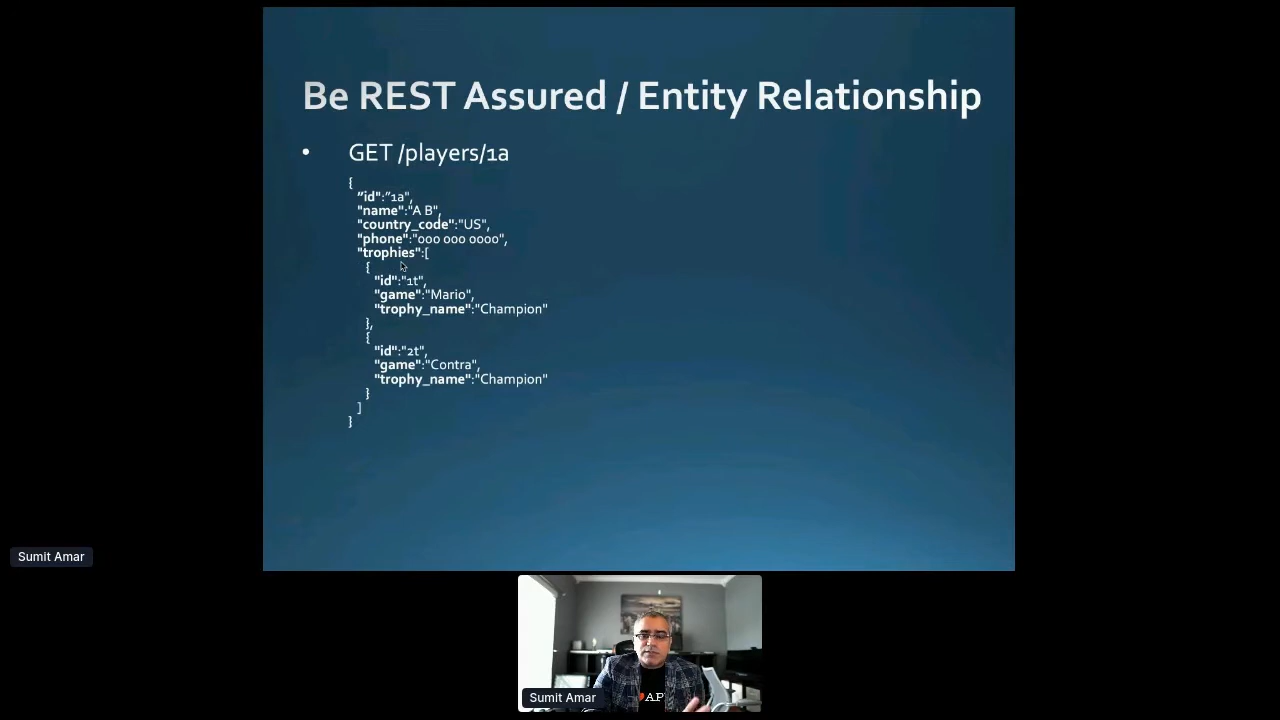 Be REST Assured / Entity Relationship
• GET /players/1a
{
"id":"1a",
"name":"A B",
"country_code":"US",
"phone":"000 000 0000",
"trophies":[
{
"id":"1t",
"game":"Mario",
"trophy_name":"Champion"
},
{
"id":"2t",
"game":"Contra",
"trophy_name":"Champion"
}
]
}
Sumit Amar
Sumit Amar
AP